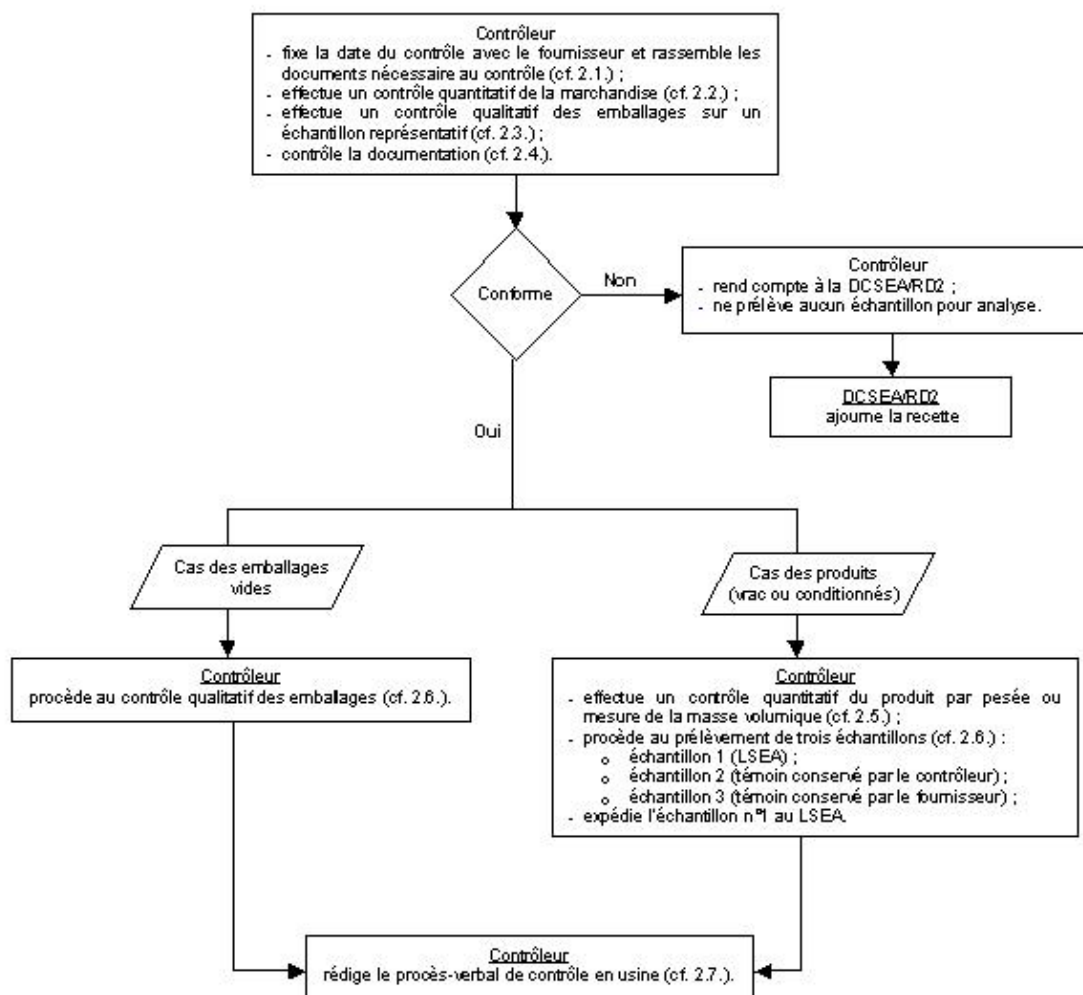 Contrôleur
- fixe la date du contrôle avec le fournisseur et rassemble les
documents nécessaire au contrôle (cf. 2.1.) ;
- effectue un contrôle quantitatif de la marchandise (cf. 2.2.) ;
- effectue un contrôle qualitatif des emballages sur un
échantillon représentatif (cf. 2.3.) ;
- contrôle la documentation (cf. 2.4.).
Conforme
Non
Contrôleur
- rend compte à la DCSEA/RD2 ;
- ne prélève aucun échantillon pour analyse.
DCSEA/RD2
ajourne la recette
Oui
Cas des emballages
vides
Cas des produits
(vrac ou conditionnés)
Contrôleur
procède au contrôle qualitatif des emballages (cf. 2.6.).
Contrôleur
- effectue un contrôle quantitatif du produit par pesée ou
mesure de la masse volumique (cf. 2.5.) ;
- procède au prélèvement de trois échantillons (cf. 2.6.) :
o échantillon 1 (LSEA) ;
o échantillon 2 (témoin conservé par le contrôleur) ;
o échantillon 3 (témoin conservé par le fournisseur) ;
- expédie l'échantillon n°1 au LSEA.
Contrôleur
rédige le procès-verbal de contrôle en usine (cf. 2.7.).